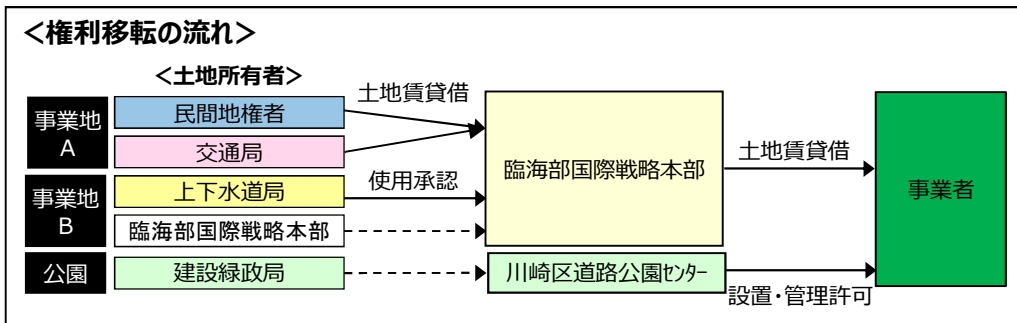 ＜権利移転の流れ＞
＜土地所有者＞
事業地
A
民間地権者
交通局
土地賃貸借
事業地
B
上下水道局
臨海部国際戦略本部
使用承認
公園
建設緑政局
臨海部国際戦略本部
川崎区道路公園ｾﾝﾀｰ
土地賃貸借
設置・管理許可
事業者